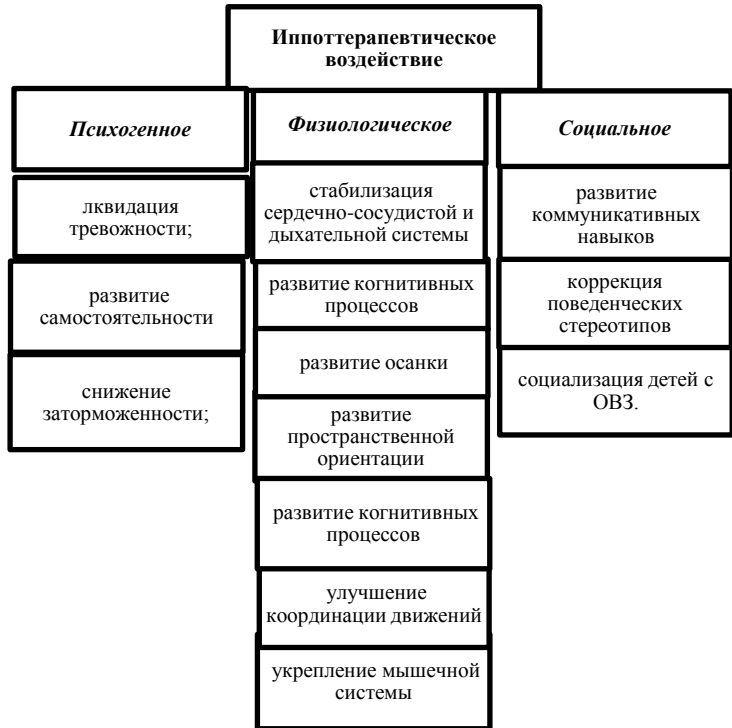 Иппоттерапевтическое
воздействие
Психогенное
лквидация
тревожности;
развитие
самостоятельности
снижение
заторможенности;
Физиологическое
стабилизация
сердечно-сосудистой и
дыхательной системы
развитие когнитивных
процессов
развитие осанки
развитие
пространственной
ориентации
развитие когнитивных
процессов
улучшение
координации движений
укрепление мышечной
системы
Социальное
развитие
коммуникативных
навыков
коррекция
поведенческих
стереотипов
социализация детей с
ОВЗ.